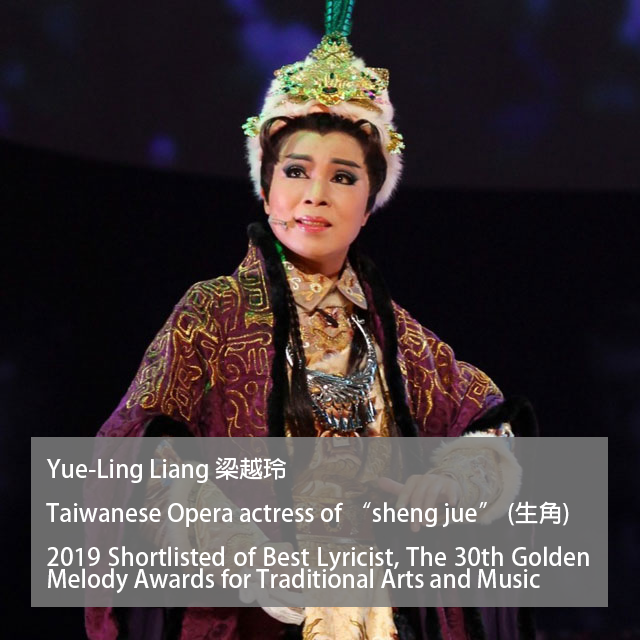 Yue-Ling Liang 梁越玲
Taiwanese Opera actress of “sheng jue” (生角)
2019 Shortlisted of Best Lyricist, The 30th Golden
Melody Awards for Traditional Arts and Music